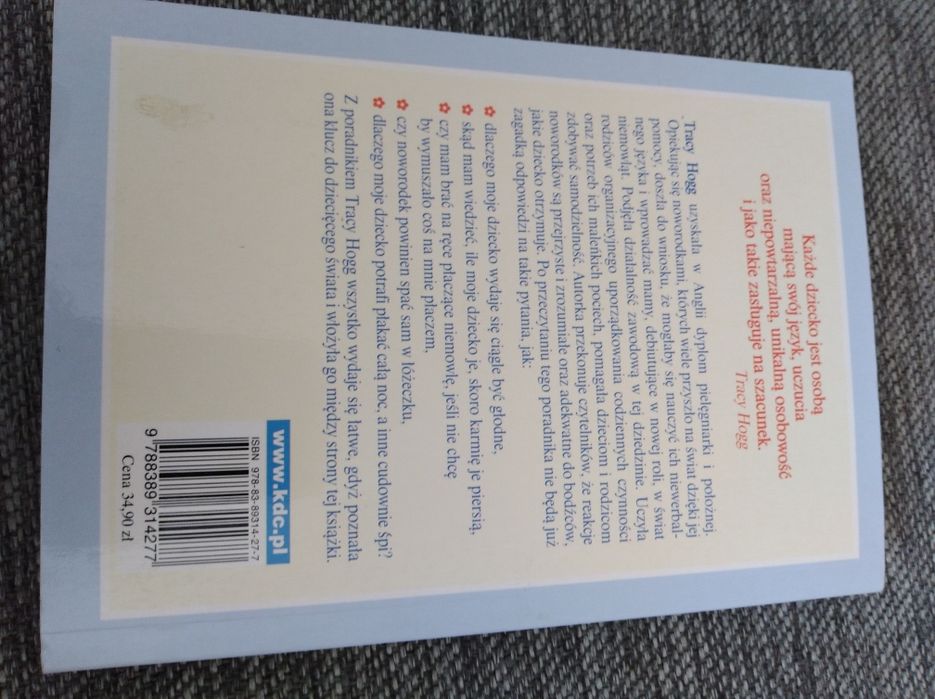 Każde dziecko jest osobą
mającą swój język, uczucia
oraz niepowtarzalną, unikalną osobowość
i jako takie zasługuje na szacunek.
Tracy Hogg
Tracy Hogg uzyskała w Anglii dyplom pielęgniarki i położnej.
Opiekując się noworodkami, których wiele przyszło na świat dzięki jej
pomocy, doszła do wniosku, że mogłaby się nauczyć ich niewerbal-
nego języka i wprowadzać mamy, debiutujące w nowej roli, w świat
niemowląt. Podjęła działalność zawodową w tej dziedzinie. Uczyła
rodziców organizacyjnego uporządkowania codziennych czynności
oraz potrzeb ich maleńkich pociech, pomagała dzieciom i rodzicom
zdobywać samodzielność. Autorka przekonuje czytelników, że reakcje
noworodków są przejrzyste i zrozumiałe oraz adekwatne do bodźców,
jakie dziecko otrzymuje. Po przeczytaniu tego poradnika nie będą już
zagadką odpowiedzi na takie pytania, jak:
dlaczego moje dziecko wydaje się ciągle być głodne,
skąd mam wiedzieć, ile moje dziecko je, skoro karmię je piersią,
czy mam brać na ręce płaczące niemowlę, jeśli nie chcę
by wymuszało coś na mnie płaczem,
czy noworodek powinien spać sam w łóżeczku,
dlaczego moje dziecko potrafi płakać całą noc, a inne cudownie śpi?
Z poradnikiem Tracy Hogg wszystko wydaje się łatwe, gdyż poznała
ona klucz do dziecięcego świata i włożyła go między strony tej książki.
www.kdc.pl
ISBN 978-83-89314-27-7
9 788389 314277
Cena 34,90 zł